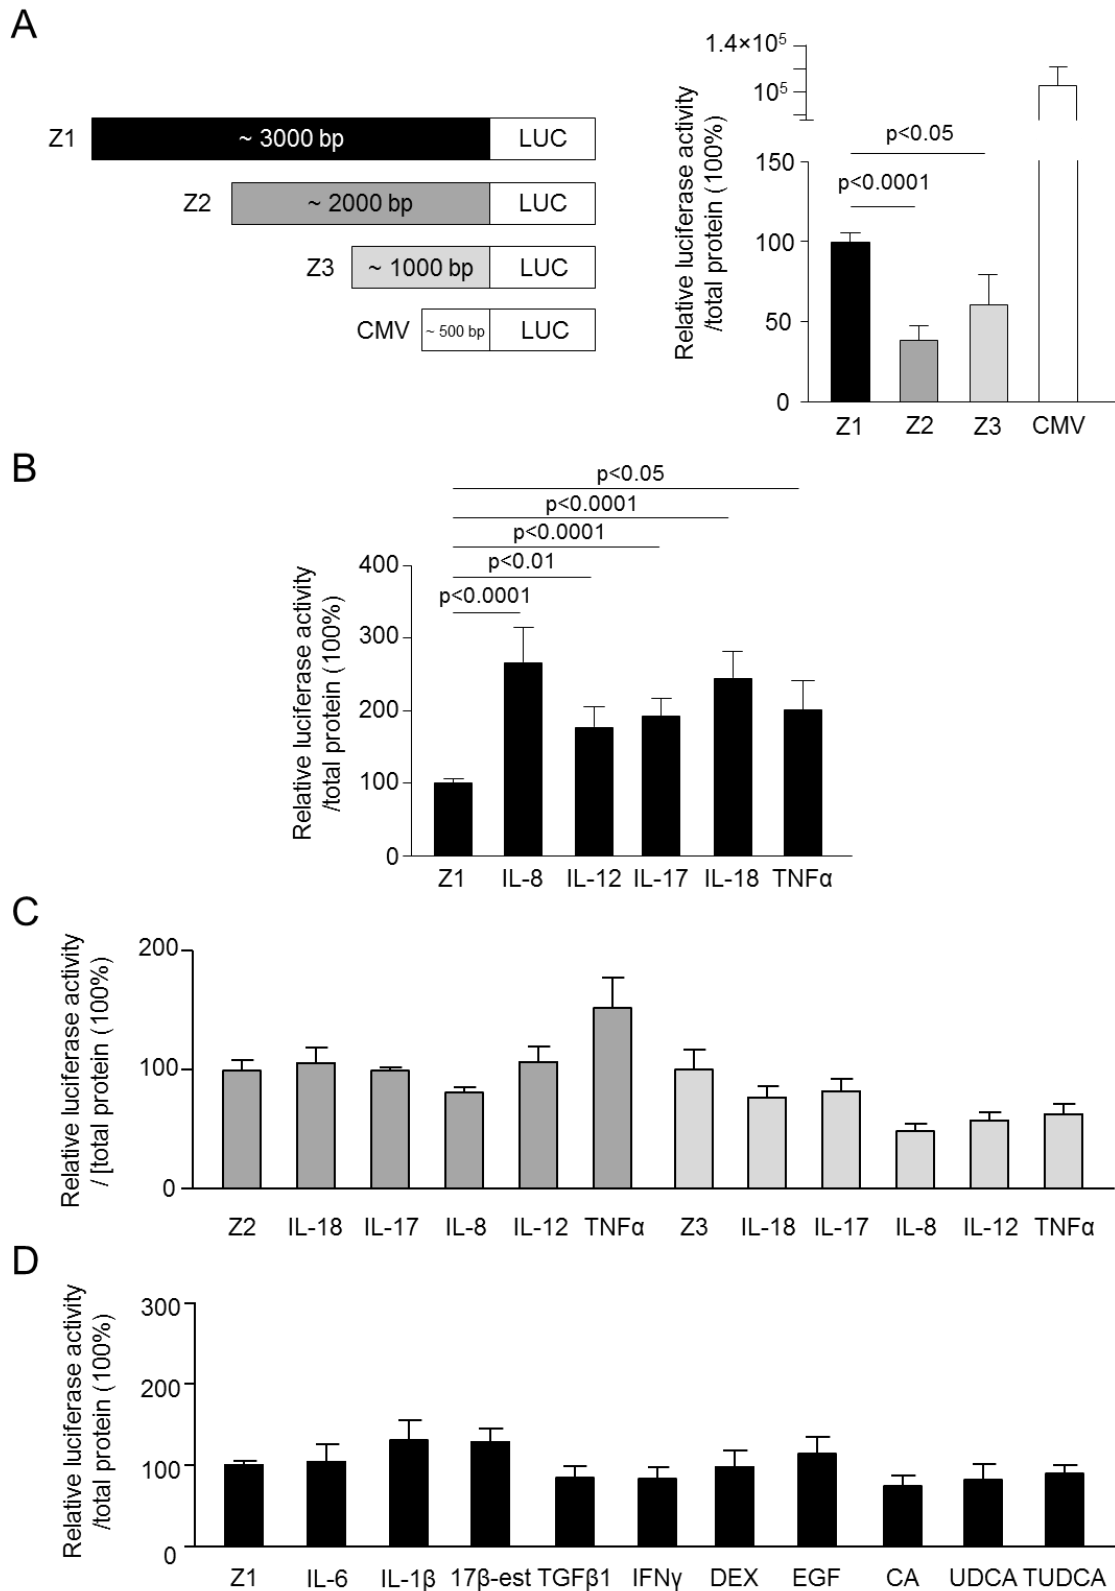 A
Z1
~ 3000 bp
LUC
Z2
~ 2000 bp
LUC
Z3
~ 1000 bp
LUC
CMV
~ 500 bp
LUC
Relative luciferase activity
/total protein (100%)
1.4×10⁵
10⁵
150
100
50
0
p<0.05
p<0.0001
Z1 Z2 Z3 CMV
B
p<0.05
p<0.0001
p<0.0001
p<0.01
p<0.0001
Relative luciferase activity
/total protein (100%)
400
300
200
100
0
Z1 IL-8 IL-12 IL-17 IL-18 TNFα
C
Relative luciferase activity
/ [total protein (100%)
200
100
0
Z2 IL-18 IL-17 IL-8 IL-12 TNFα Z3 IL-18 IL-17 IL-8 IL-12 TNFα
D
Relative luciferase activity
/total protein (100%)
300
200
100
0
Z1 IL-6 IL-1β 17β-est TGFβ1 IFNγ DEX EGF CA UDCA TUDCA